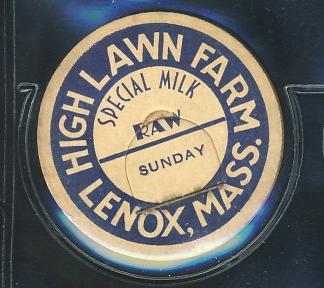 HIGH LAWN FARM
SPECIAL MILK
RAW
SUNDAY
LENOX, MASS.